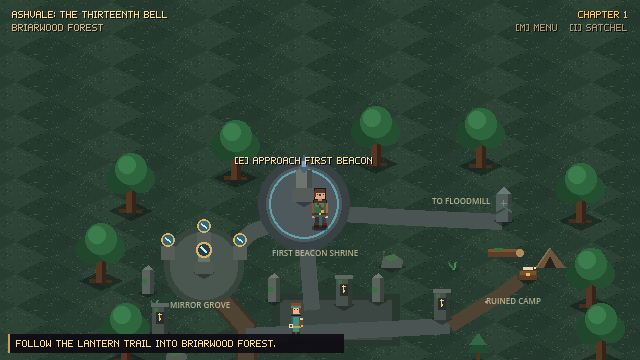 ASHVALE: THE THIRTEENTH BELL
BRIARWOOD FOREST
CHAPTER 1
[M] MENU [I] SATCHEL
[E] APPROACH FIRST BEACON
TO FLOODMILL
FIRST BEACON SHRINE
MIRROR GROVE
RUINED CAMP
FOLLOW THE LANTERN TRAIL INTO BRIARWOOD FOREST.